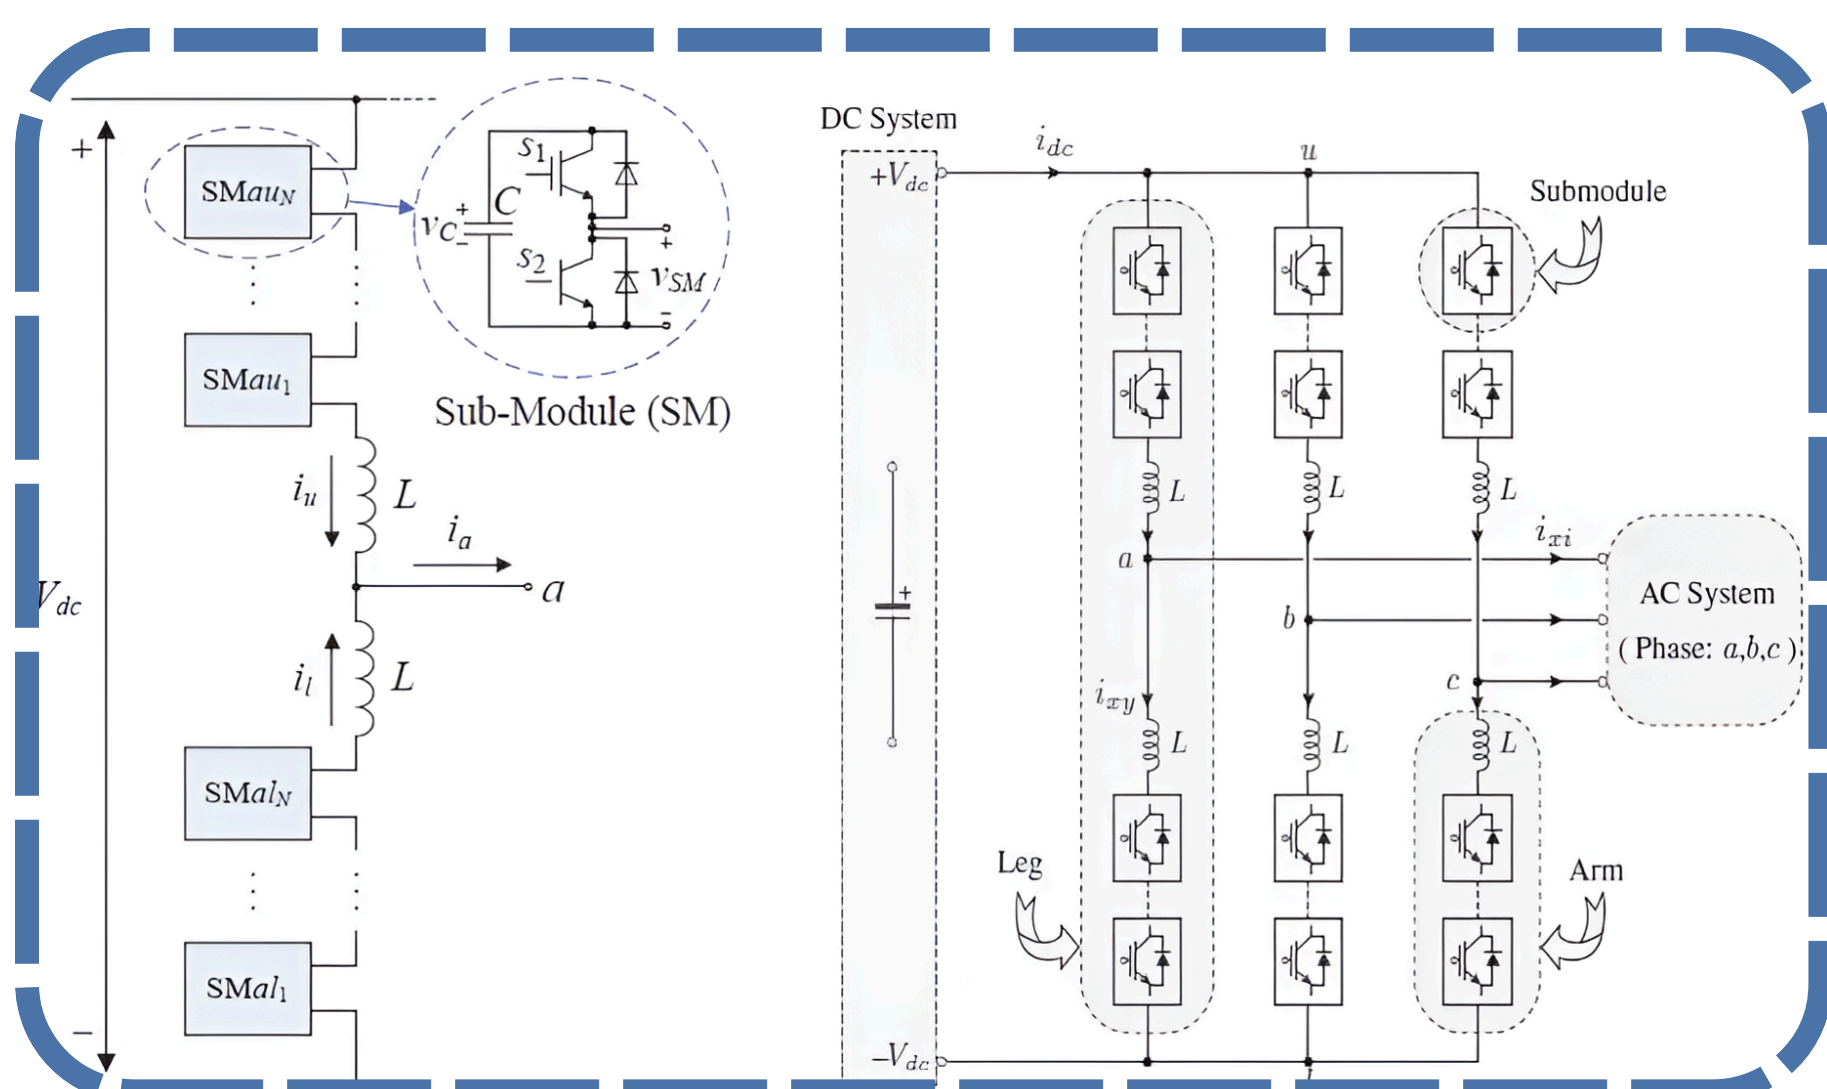 +
SMau_N
SMau_1
S_1
C
v_C
+
−
S_2
+
v_SM
−
Sub-Module (SM)
i_u
L
i_a
a
V_dc
i_l
L
SMal_N
SMal_1
−
DC System
+V_dc
i_dc
u
Submodule
L
L
L
a
i_xi
+
b
AC System
( Phase: a,b,c )
c
i_xy
L
L
L
Leg
Arm
−V_dc